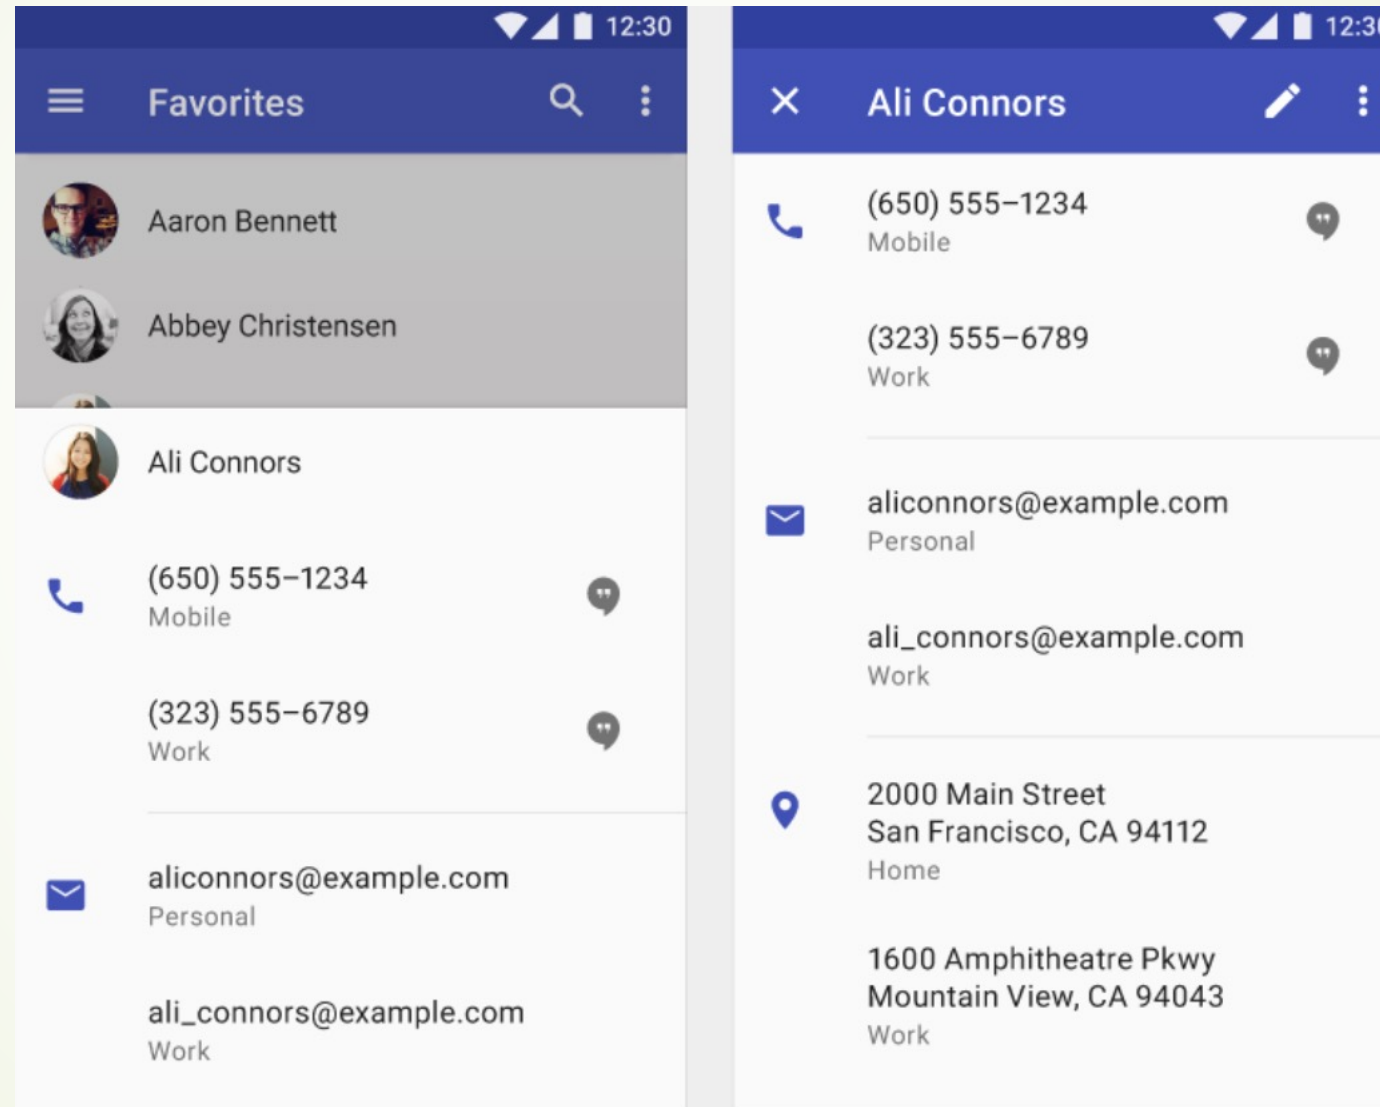 12:30
Favorites
Aaron Bennett
Abbey Christensen
Ali Connors
(650) 555–1234
Mobile
(323) 555–6789
Work
aliconnors@example.com
Personal
ali_connors@example.com
Work
12:30
Ali Connors
(650) 555–1234
Mobile
(323) 555–6789
Work
aliconnors@example.com
Personal
ali_connors@example.com
Work
2000 Main Street
San Francisco, CA 94112
Home
1600 Amphitheatre Pkwy
Mountain View, CA 94043
Work